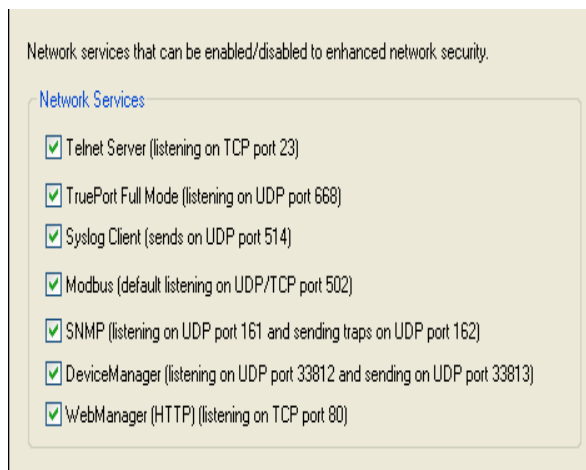 Network services that can be enabled/disabled to enhanced network security.
Network Services
Telnet Server (listening on TCP port 23)
TruePort Full Mode (listening on UDP port 668)
Syslog Client (sends on UDP port 514)
Modbus (default listening on UDP/TCP port 502)
SNMP (listening on UDP port 161 and sending traps on UDP port 162)
DeviceManager (listening on UDP port 33812 and sending on UDP port 33813)
WebManager (HTTP) (listening on TCP port 80)